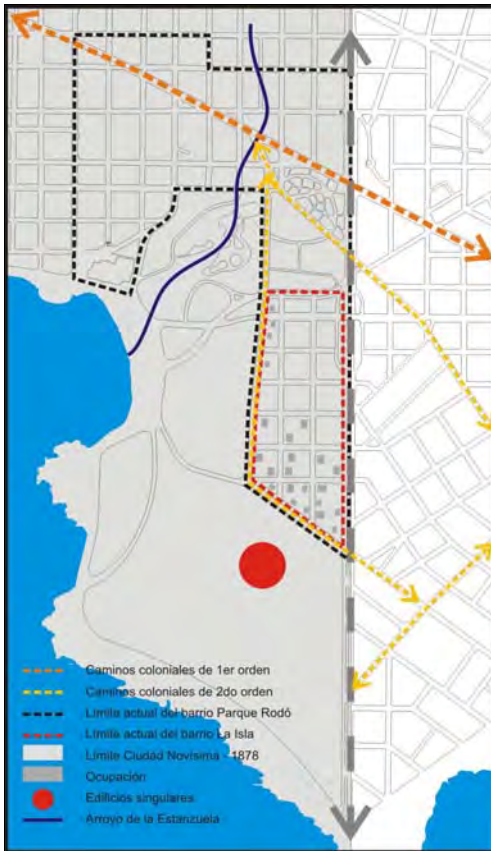 Caminos coloniales de 1er orden
Caminos coloniales de 2do orden
Límite actual del barrio Parque Rodó
Límite actual del barrio La Isla
Límite Ciudad Novísima - 1878
Ocupación
Edificios singulares
Arroyo de la Estanzuela